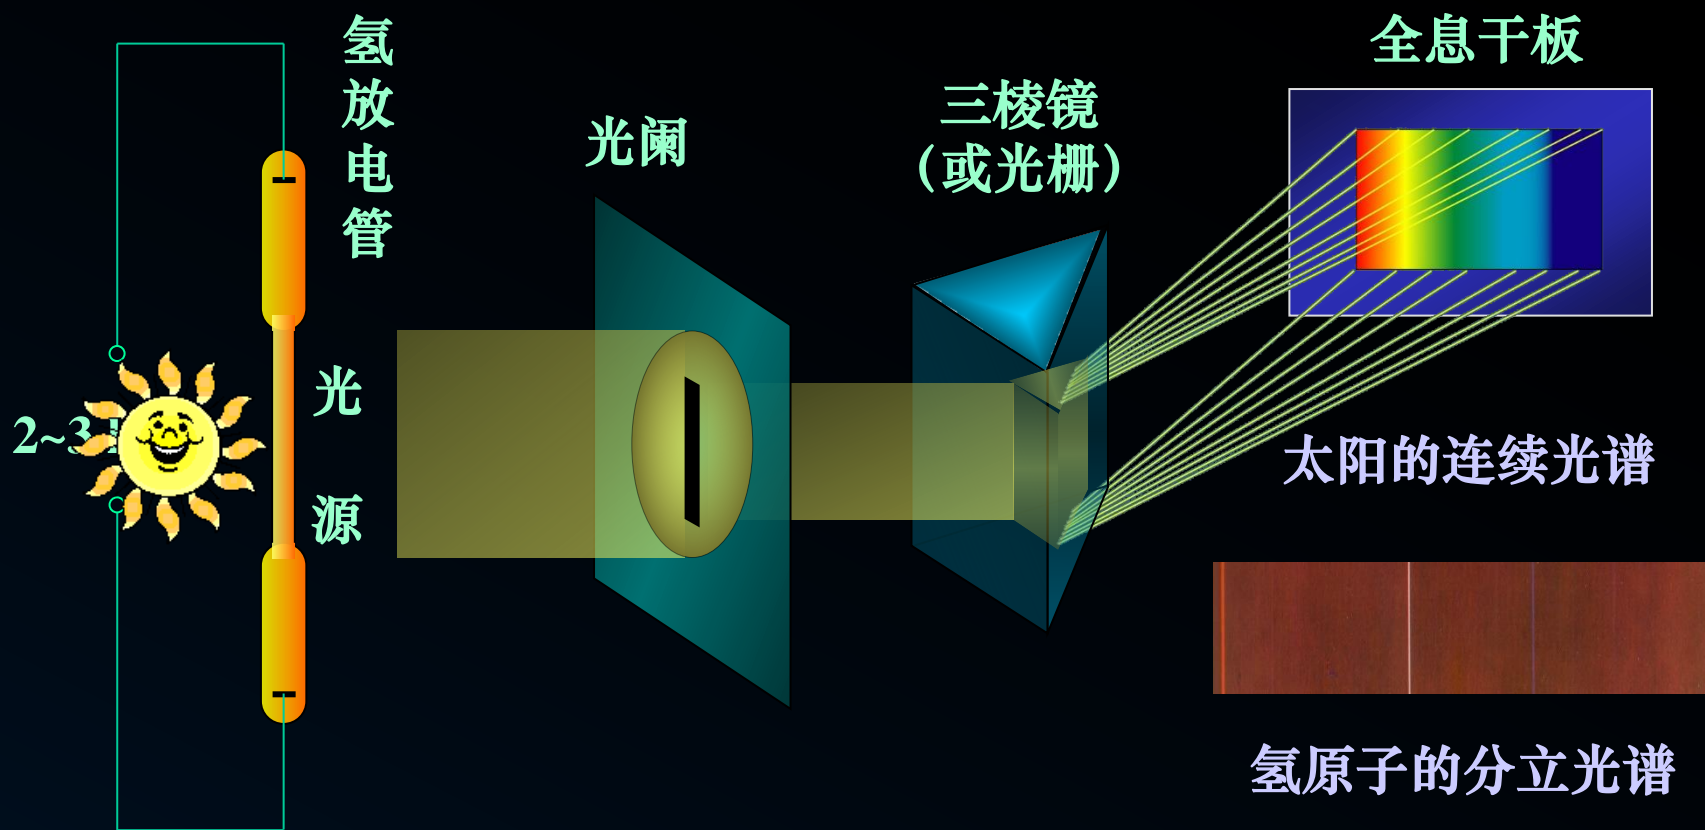 氢放电管
光阑
三棱镜
(或光栅)
全息干板
光源
2~3
太阳的连续光谱
氢原子的分立光谱